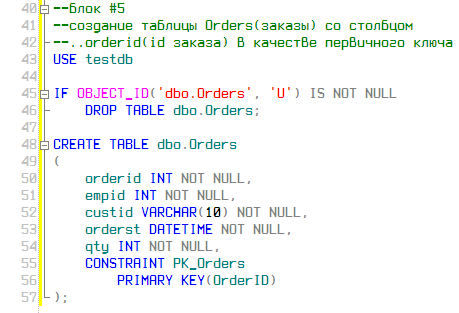 40 --блок #5
41 --создание таблицы Orders(заказы) со столбцом
42 --..orderid(id заказа) в качестве первичного ключа
43 USE testdb
44
45 IF OBJECT_ID('dbo.Orders', 'U') IS NOT NULL
46     DROP TABLE dbo.Orders;
47
48 CREATE TABLE dbo.Orders
49 (
50     orderid INT NOT NULL,
51     empid INT NOT NULL,
52     custid VARCHAR(10) NOT NULL,
53     orderst DATETIME NOT NULL,
54     qty INT NOT NULL,
55     CONSTRAINT PK_Orders
56         PRIMARY KEY(OrderID)
57 );